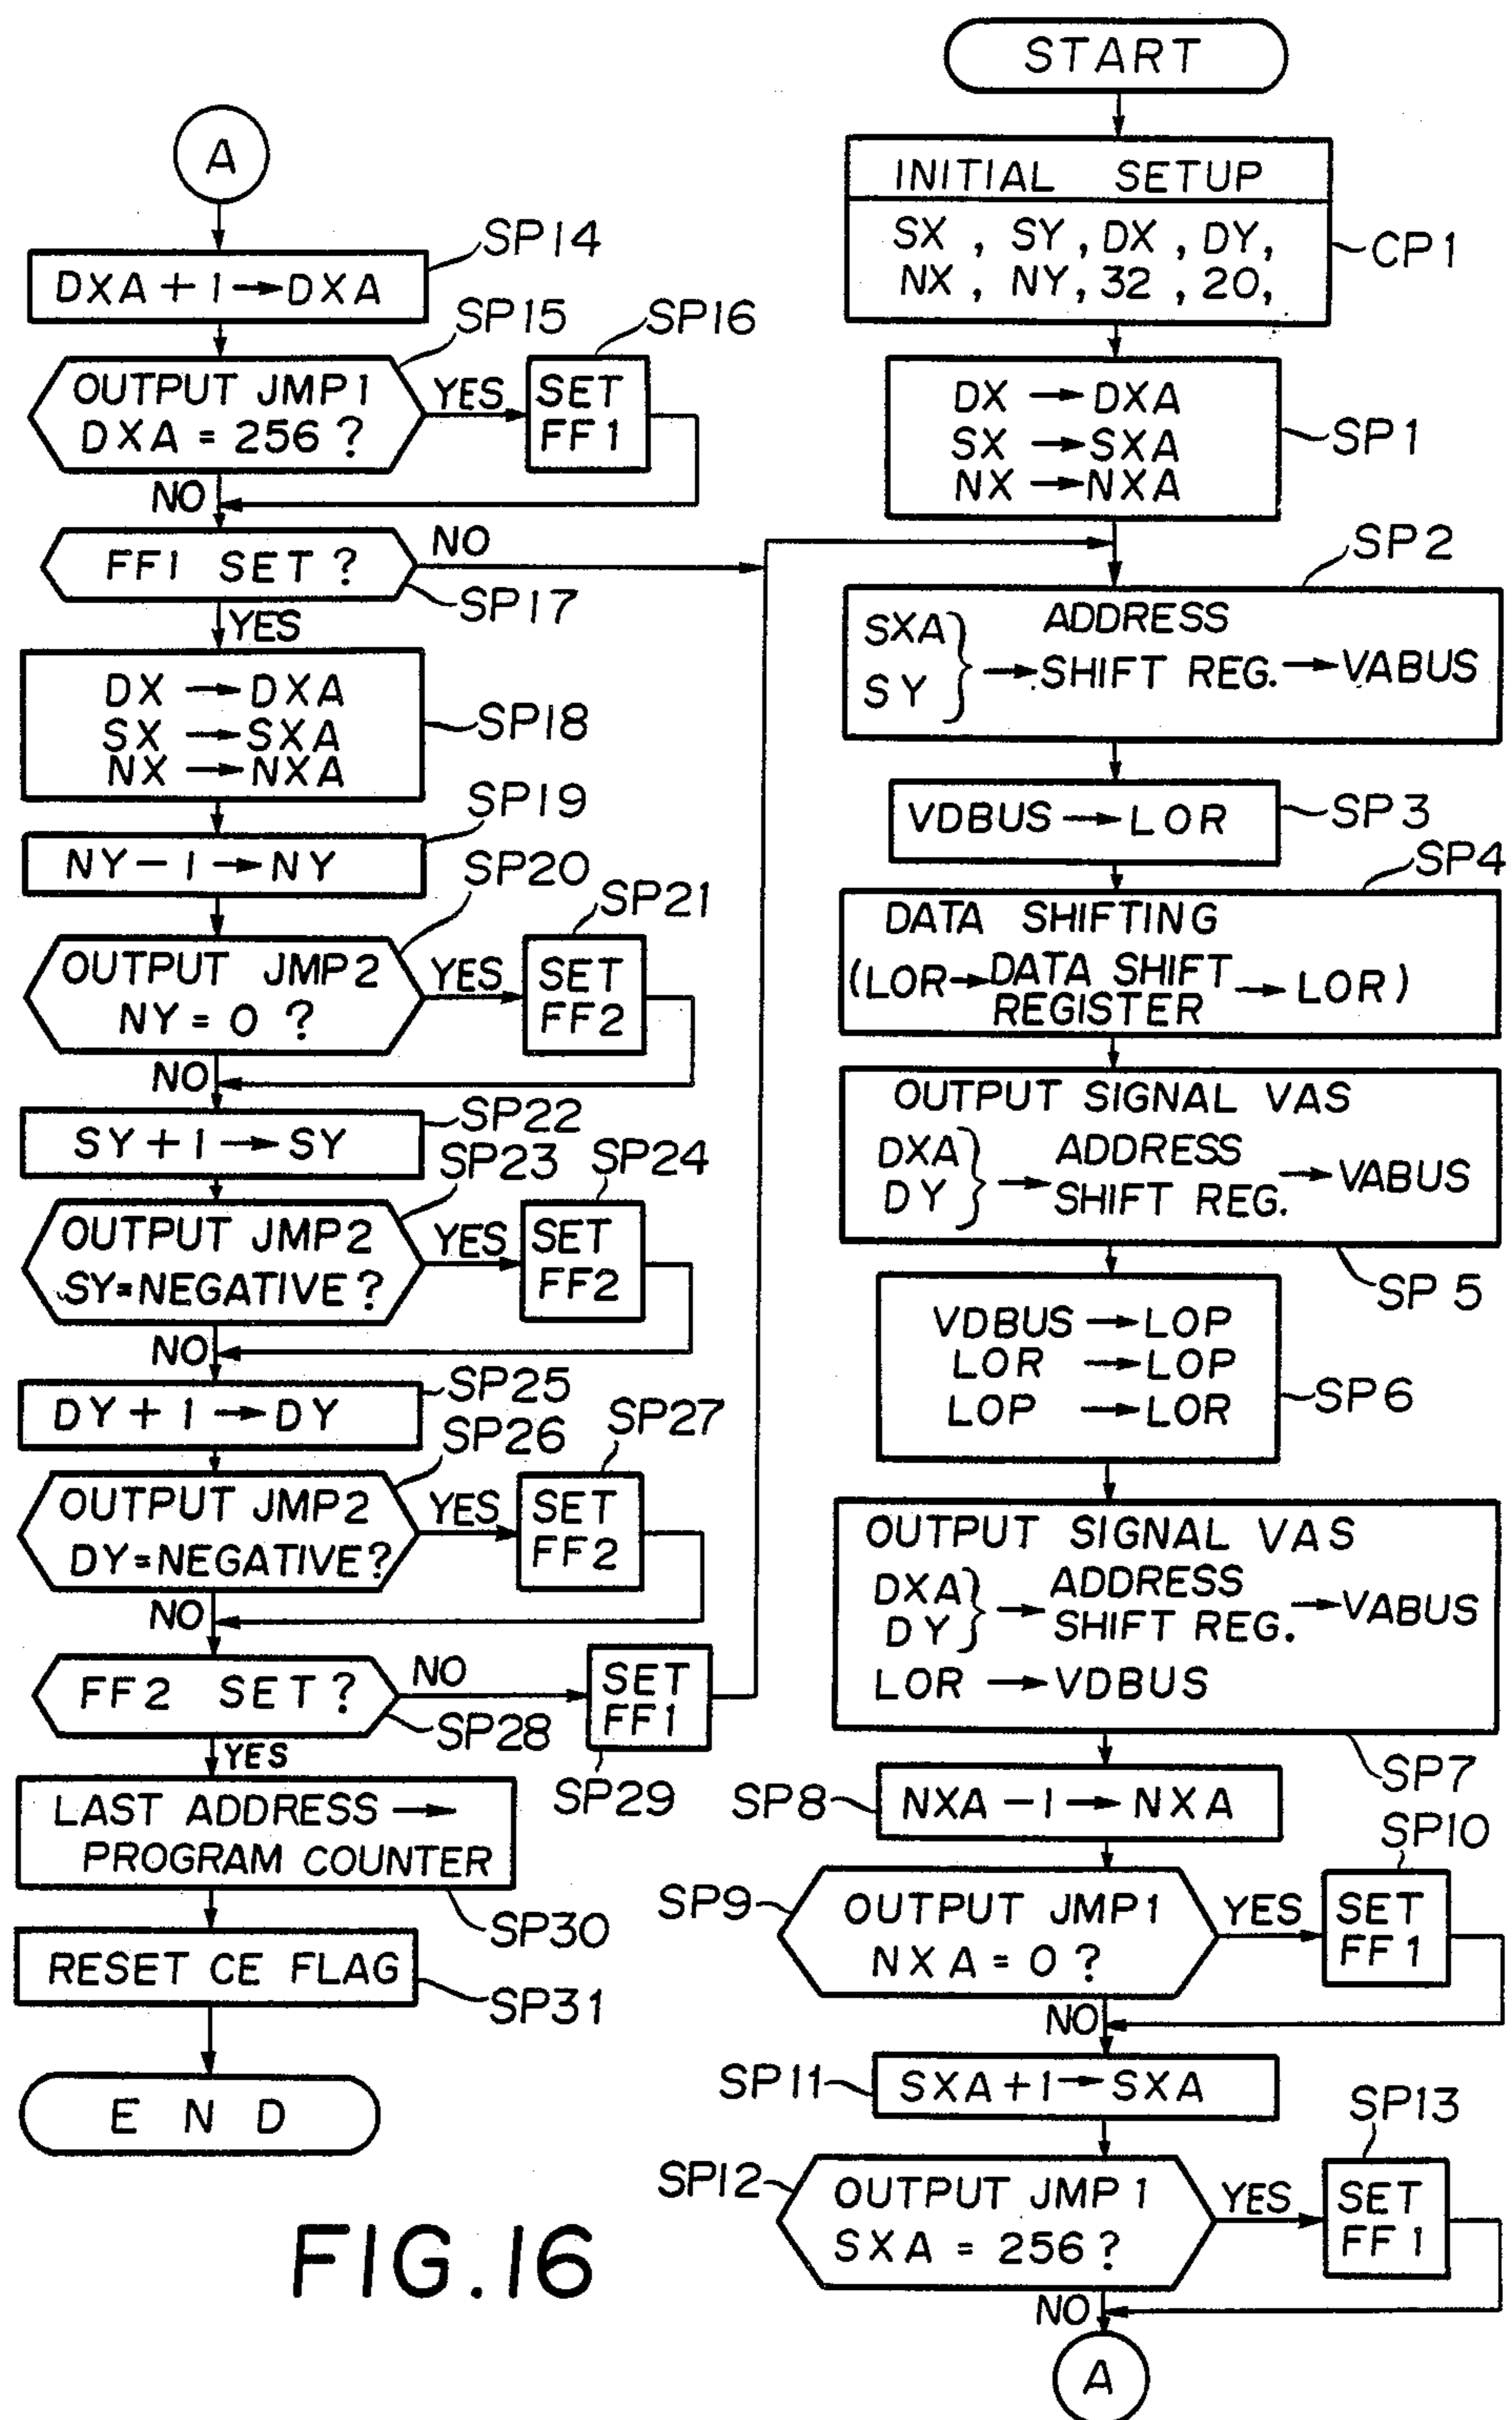 START
INITIAL SETUP
SX , SY , DX , DY,
NX , NY, 32 , 20,
CP1
DX → DXA
SX → SXA
NX → NXA
SP1
SP2
SXA
SY
} → ADDRESS
SHIFT REG. → VABUS
VDBUS → LOR
SP3
SP4
DATA SHIFTING
(LOR → DATA SHIFT
REGISTER → LOR)
OUTPUT SIGNAL VAS
DXA
DY
} → ADDRESS
SHIFT REG. → VABUS
SP5
VDBUS → LOP
LOR → LOP
LOP → LOR
SP6
OUTPUT SIGNAL VAS
DXA
DY
} → ADDRESS
SHIFT REG. → VABUS
LOR → VDBUS
SP7
SP8
NXA - 1 → NXA
SP10
SP9
OUTPUT JMP1
NXA = 0 ?
YES
SET
FF1
NO
SP11
SXA + 1 → SXA
SP13
SP12
OUTPUT JMP1
SXA = 256 ?
YES
SET
FF1
NO
A
A
SP14
DXA + 1 → DXA
SP15
SP16
OUTPUT JMP1
DXA = 256 ?
YES
SET
FF1
NO
FF1 SET ?
NO
SP17
YES
DX → DXA
SX → SXA
NX → NXA
SP18
SP19
NY - 1 → NY
SP20
SP21
OUTPUT JMP2
NY = 0 ?
YES
SET
FF2
NO
SP22
SY + 1 → SY
SP23
SP24
OUTPUT JMP2
SY=NEGATIVE ?
YES
SET
FF2
NO
SP25
DY + 1 → DY
SP26
SP27
OUTPUT JMP2
DY=NEGATIVE?
YES
SET
FF2
NO
FF2 SET ?
NO
SP28
SET
FF1
SP29
YES
LAST ADDRESS →
PROGRAM COUNTER
SP30
RESET CE FLAG
SP31
END
FIG.16